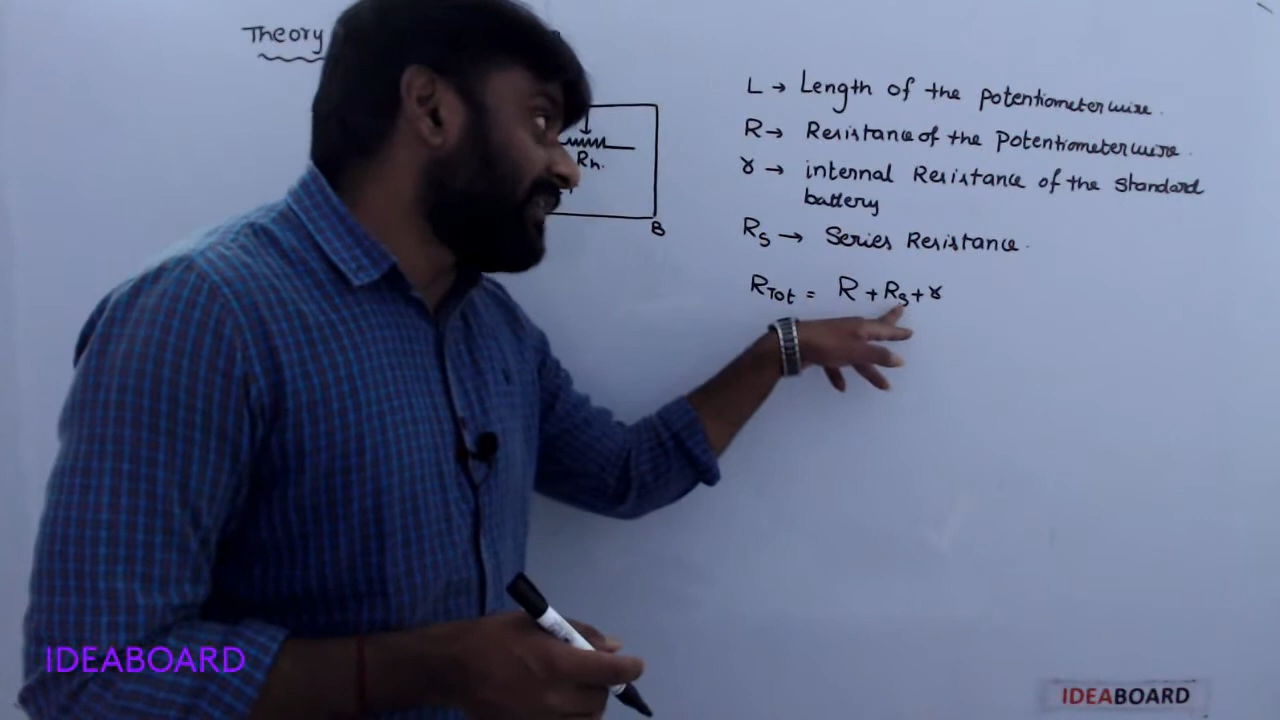 Theory
L → Length of the potentiometer wire.
R → Resistance of the Potentiometer wire.
r → internal Resistance of the standard
battery
Rs → Series Resistance.
RTot = R + Rs + r
Rh.
B
IDEABOARD
IDEABOARD